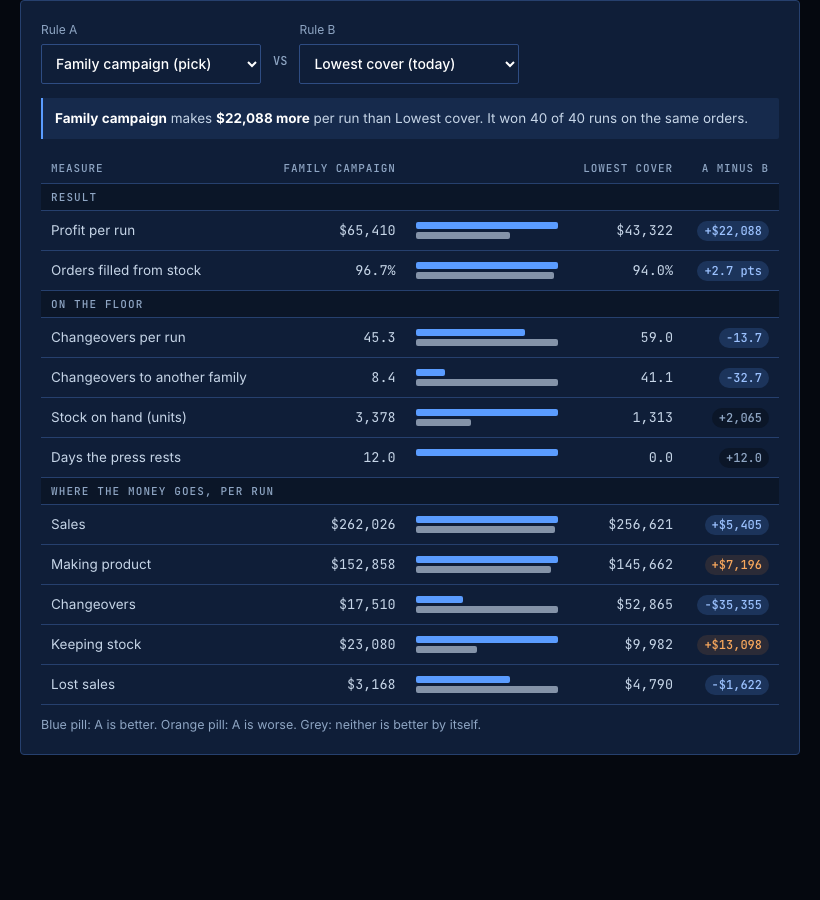 Rule A
Rule B
Family campaign (pick)
VS
Lowest cover (today)
Family campaign makes $22,088 more per run than Lowest cover. It won 40 of 40 runs on the same orders.
MEASURE FAMILY CAMPAIGN LOWEST COVER A MINUS B
RESULT
Profit per run $65,410 $43,322 +$22,088
Orders filled from stock 96.7% 94.0% +2.7 pts
ON THE FLOOR
Changeovers per run 45.3 59.0 -13.7
Changeovers to another family 8.4 41.1 -32.7
Stock on hand (units) 3,378 1,313 +2,065
Days the press rests 12.0 0.0 +12.0
WHERE THE MONEY GOES, PER RUN
Sales $262,026 $256,621 +$5,405
Making product $152,858 $145,662 +$7,196
Changeovers $17,510 $52,865 -$35,355
Keeping stock $23,080 $9,982 +$13,098
Lost sales $3,168 $4,790 -$1,622
Blue pill: A is better. Orange pill: A is worse. Grey: neither is better by itself.